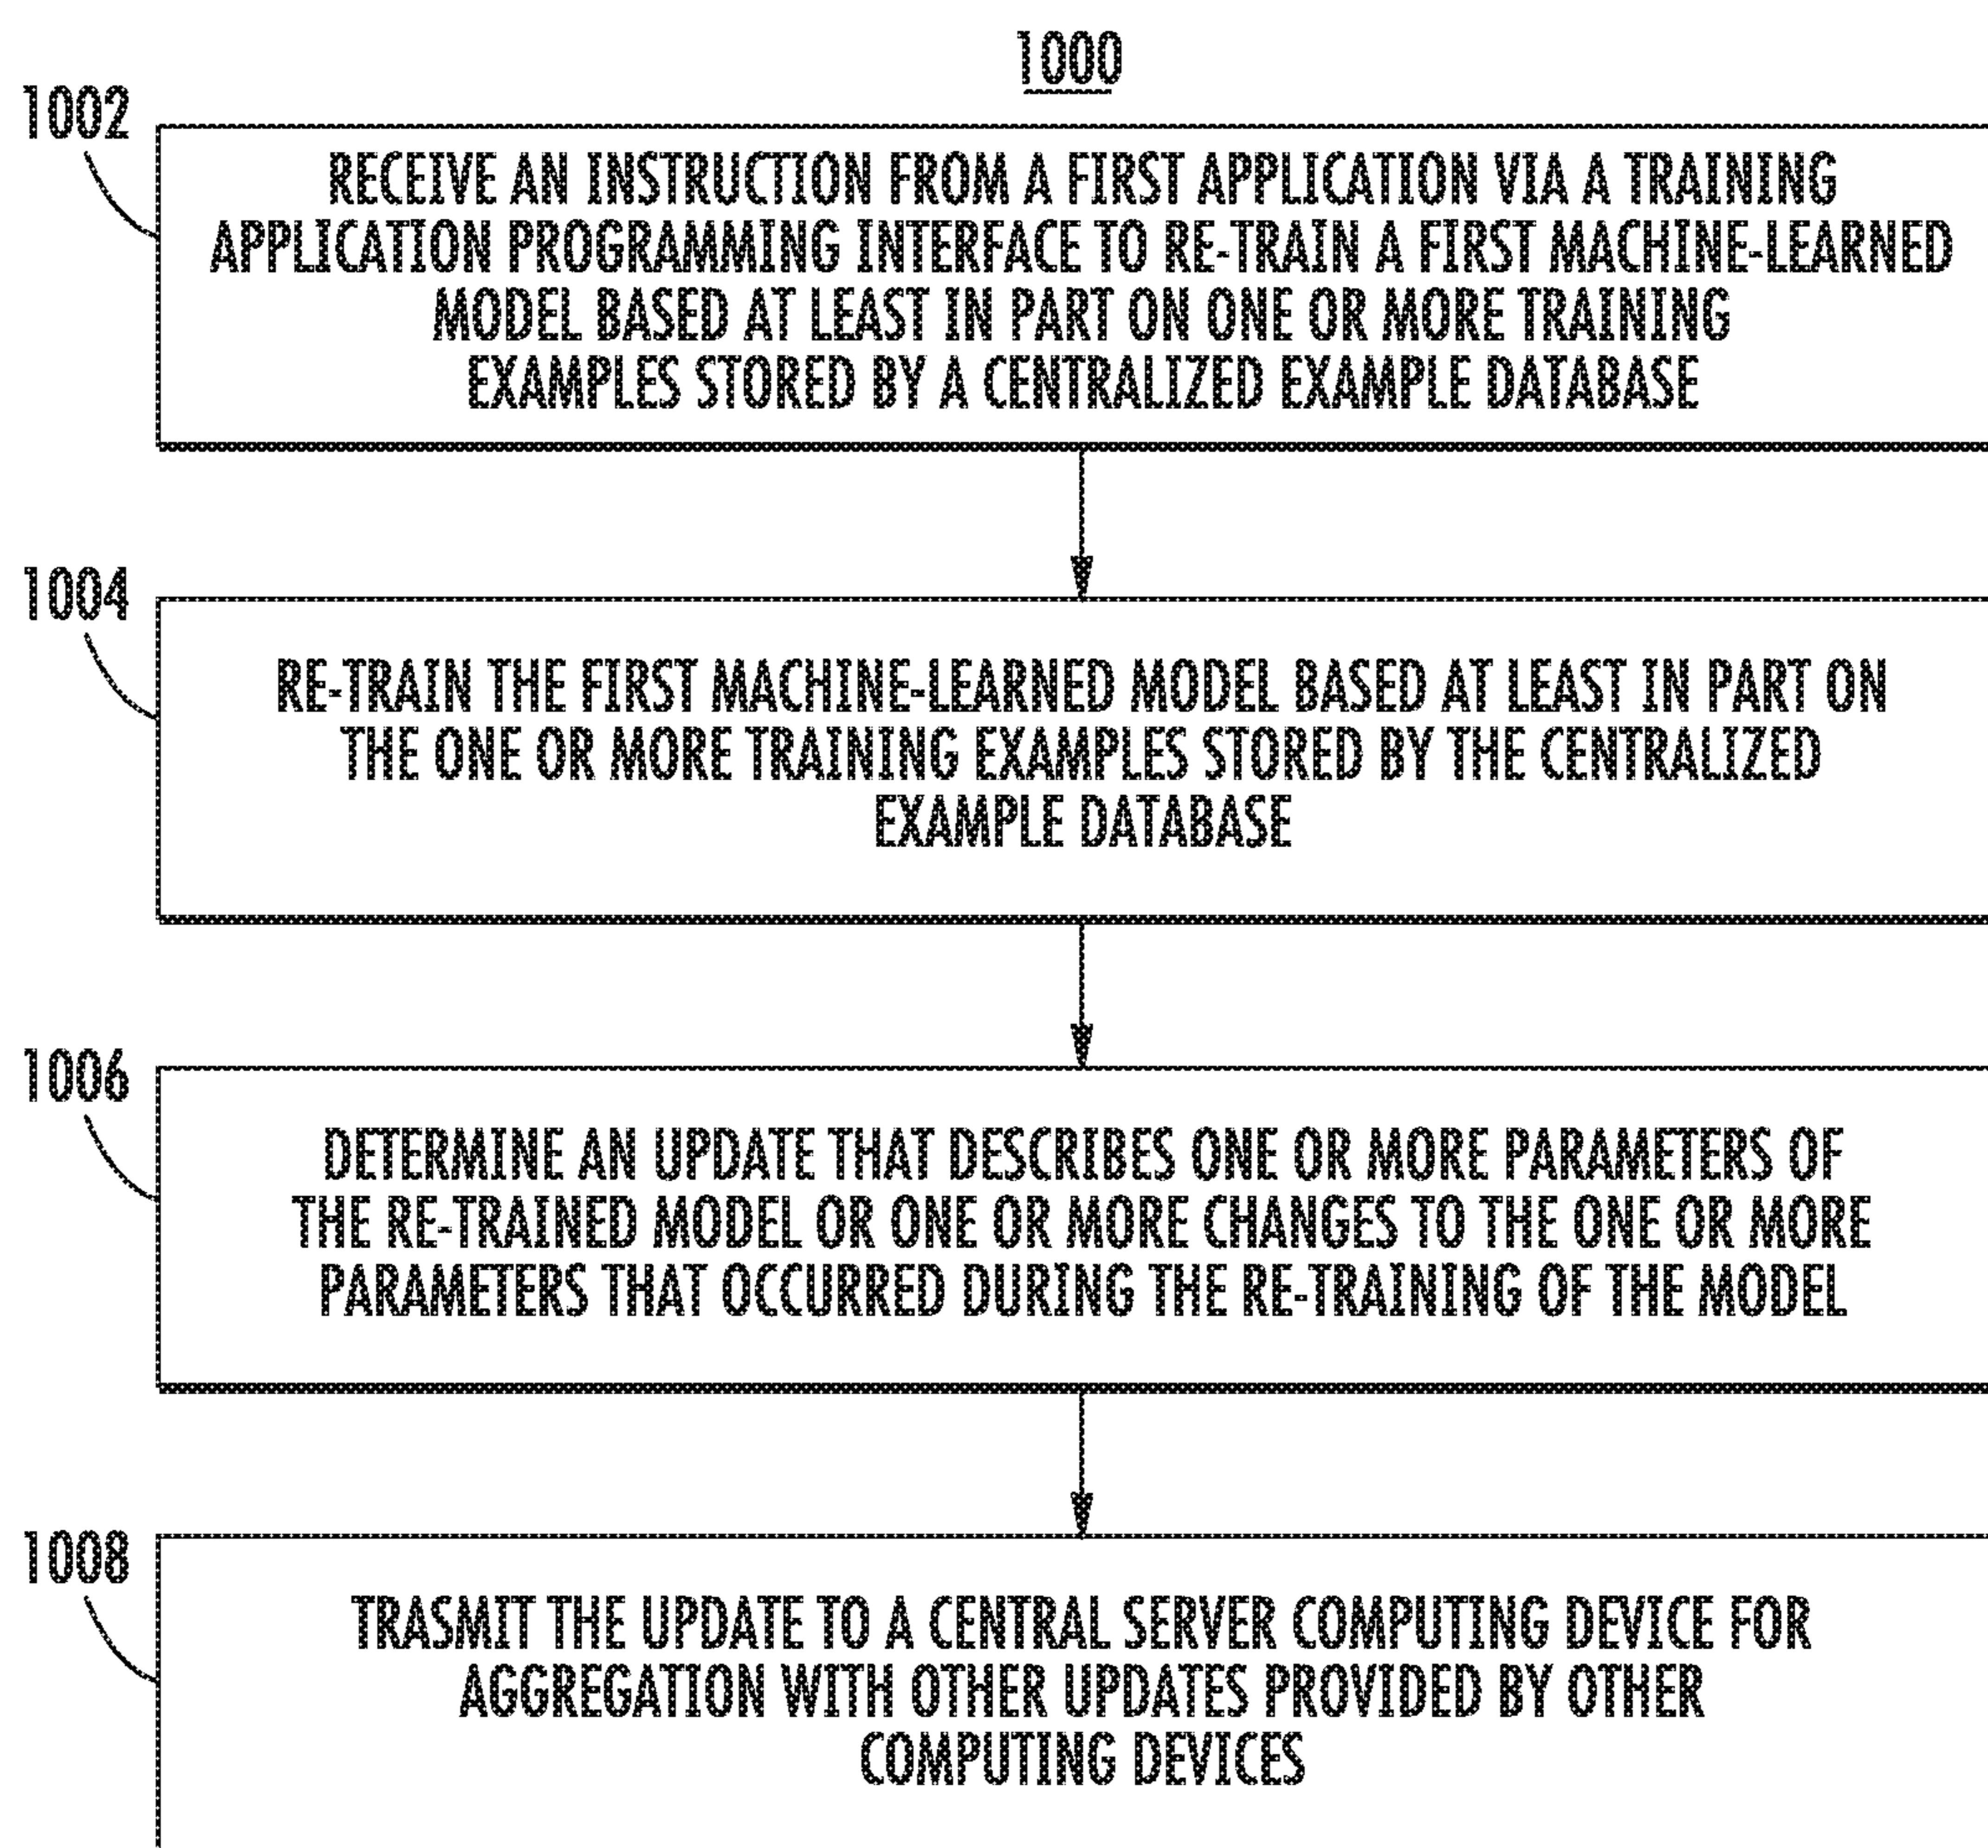 1000
1002
RECEIVE AN INSTRUCTION FROM A FIRST APPLICATION VIA A TRAINING
APPLICATION PROGRAMMING INTERFACE TO RE-TRAIN A FIRST MACHINE-LEARNED
MODEL BASED AT LEAST IN PART ON ONE OR MORE TRAINING
EXAMPLES STORED BY A CENTRALIZED EXAMPLE DATABASE
1004
RE-TRAIN THE FIRST MACHINE-LEARNED MODEL BASED AT LEAST IN PART ON
THE ONE OR MORE TRAINING EXAMPLES STORED BY THE CENTRALIZED
EXAMPLE DATABASE
1006
DETERMINE AN UPDATE THAT DESCRIBES ONE OR MORE PARAMETERS OF
THE RE-TRAINED MODEL OR ONE OR MORE CHANGES TO THE ONE OR MORE
PARAMETERS THAT OCCURRED DURING THE RE-TRAINING OF THE MODEL
1008
TRASMIT THE UPDATE TO A CENTRAL SERVER COMPUTING DEVICE FOR
AGGREGATION WITH OTHER UPDATES PROVIDED BY OTHER
COMPUTING DEVICES